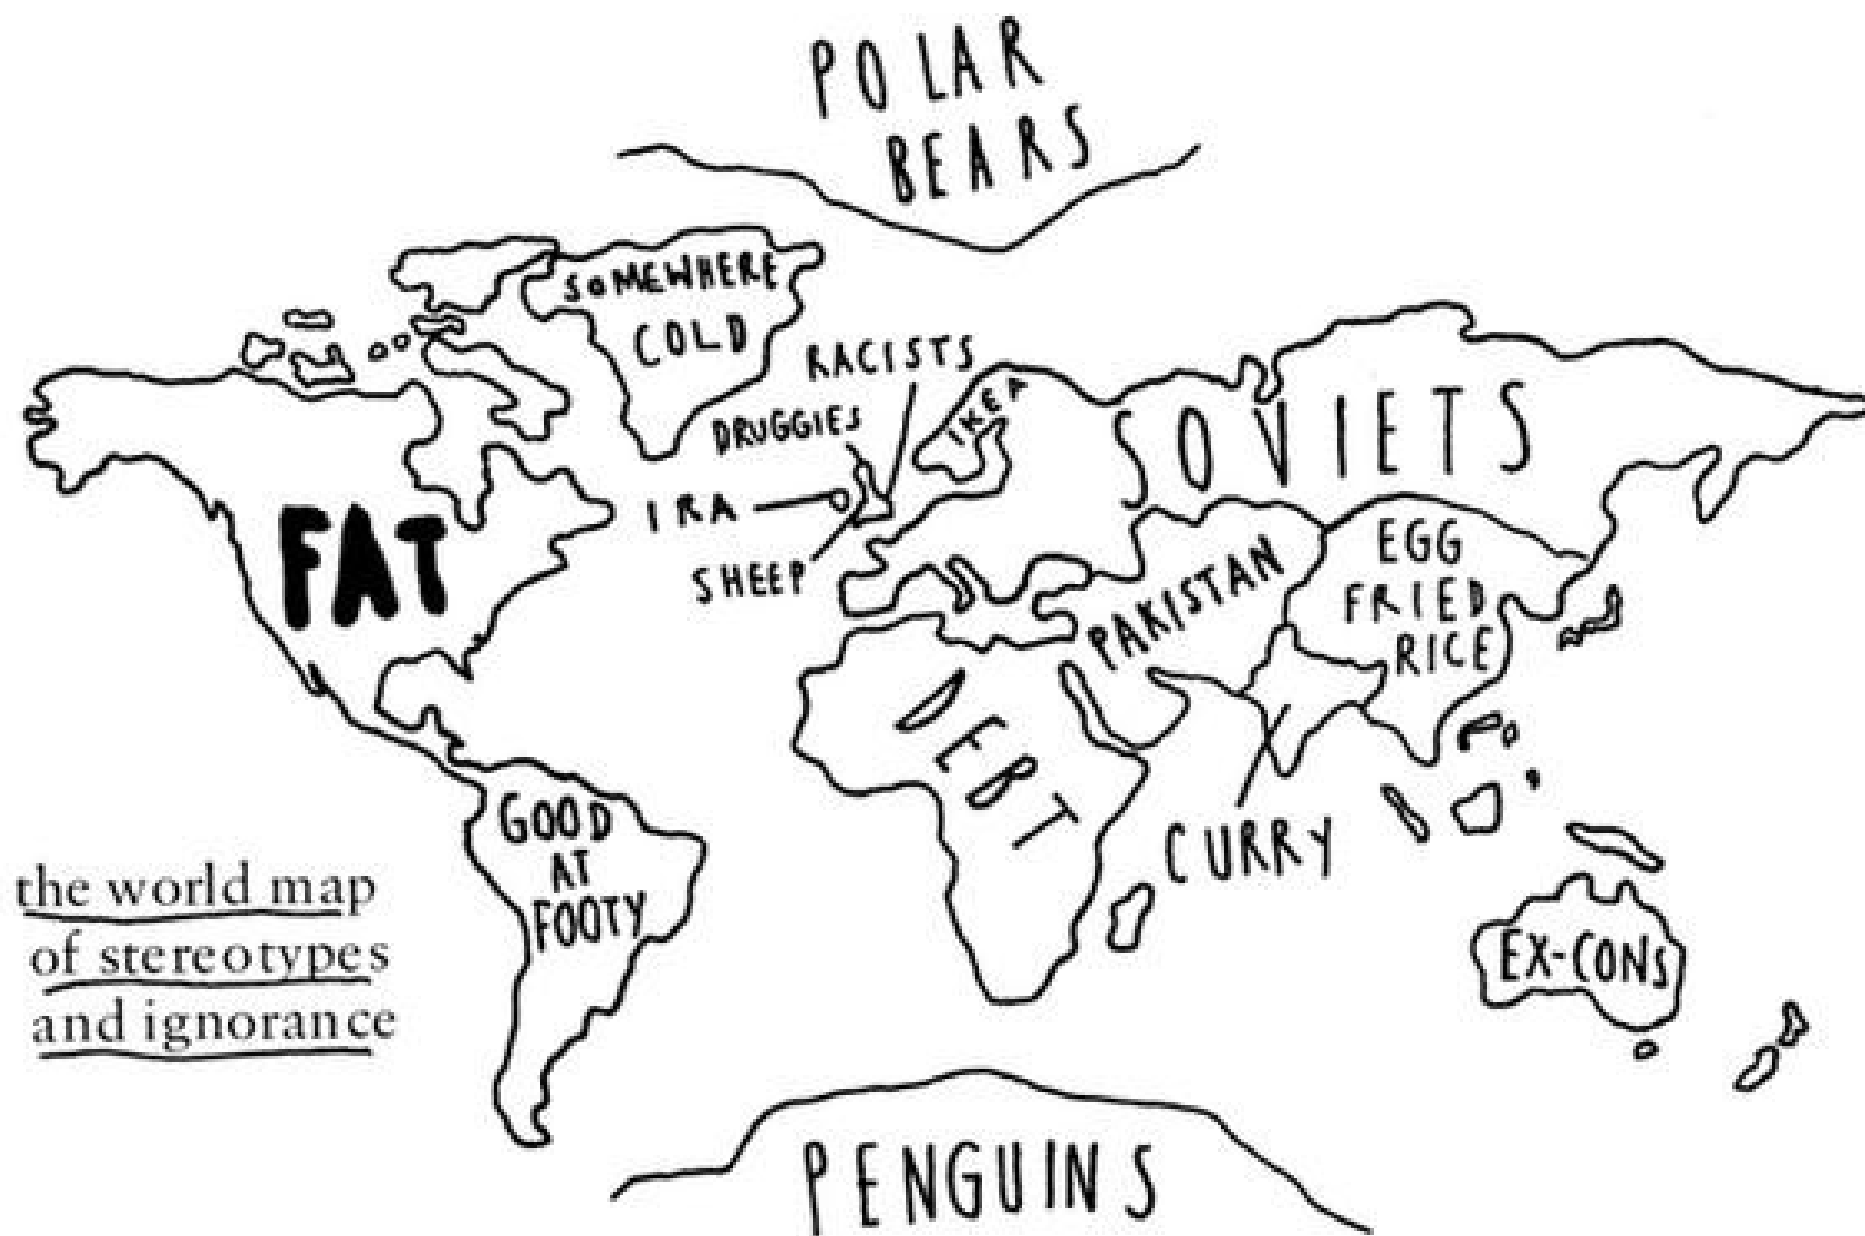 POLAR
BEARS
SOMEWHERE
COLD
RACISTS
DRUGGIES
IKEA
SOVIETS
IRA
SHEEP
FAT
PAKISTAN
EGG
FRIED
RICE
DIRT
CURRY
GOOD
AT
FOOTY
EX-CONS
the world map
of stereotypes
and ignorance
PENGUINS